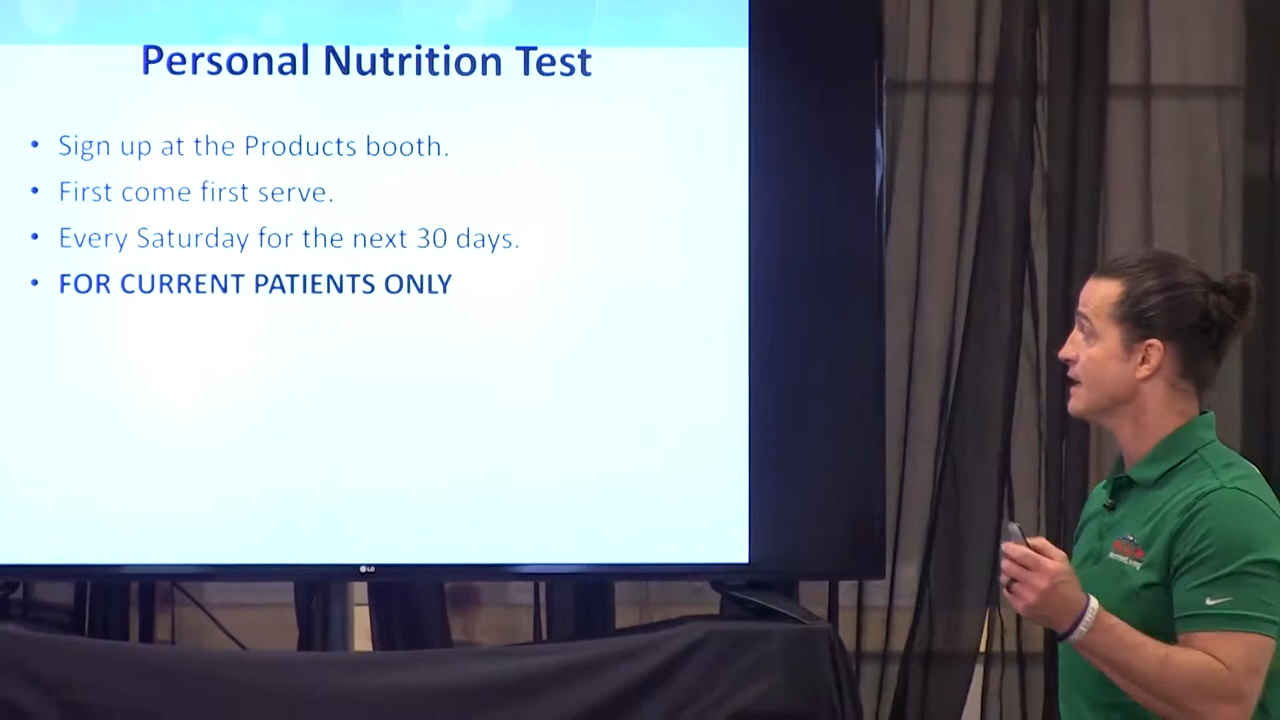 Personal Nutrition Test
• Sign up at the Products booth.
• First come first serve.
• Every Saturday for the next 30 days.
• FOR CURRENT PATIENTS ONLY
LG